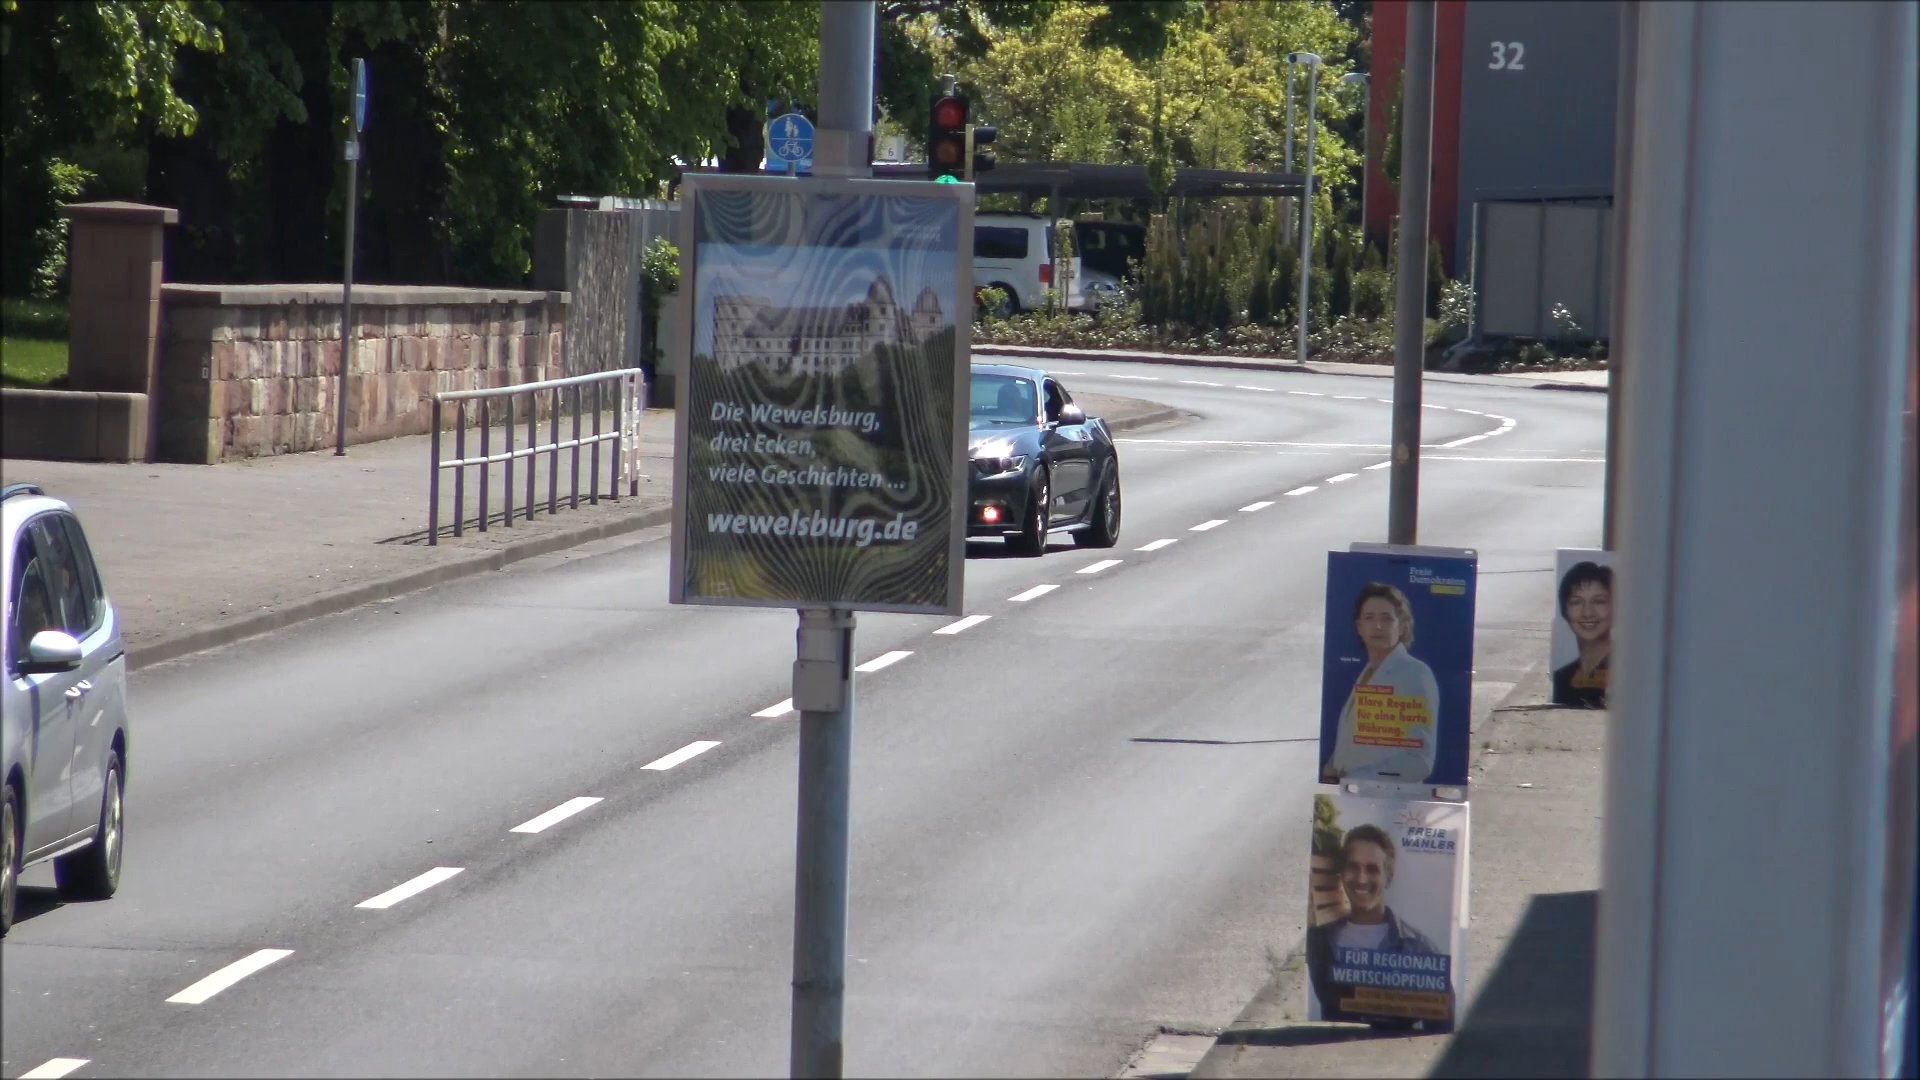 32
6
Die Wewelsburg,
drei Ecken,
viele Geschichten ...
wewelsburg.de
Freie
Demokraten
Klare Regeln
für eine harte
Währung.
FREIE
WÄHLER
FÜR REGIONALE
WERTSCHÖPFUNG